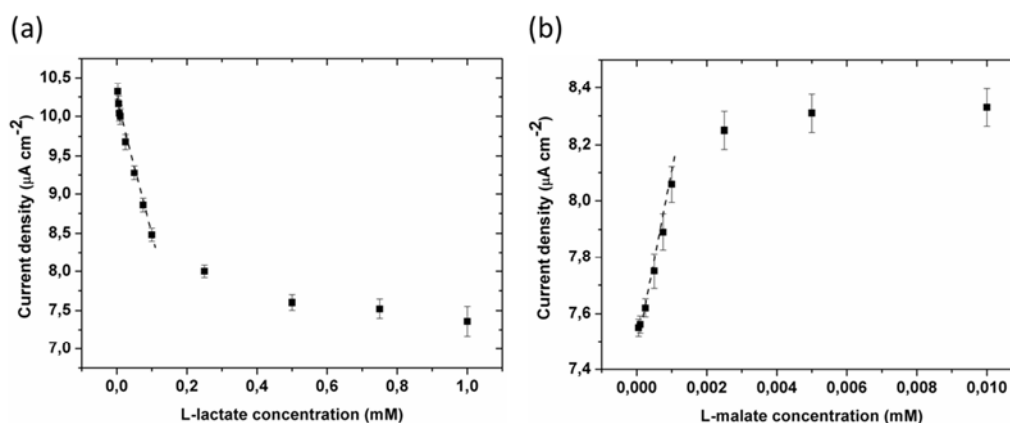 (a)
Current density (µA cm⁻²)
10,5
10,0
9,5
9,0
8,5
8,0
7,5
7,0
0,0 0,2 0,4 0,6 0,8 1,0
L-lactate concentration (mM)
(b)
Current density (µA cm⁻²)
8,4
8,2
8,0
7,8
7,6
7,4
0,000 0,002 0,004 0,006 0,008 0,010
L-malate concentration (mM)